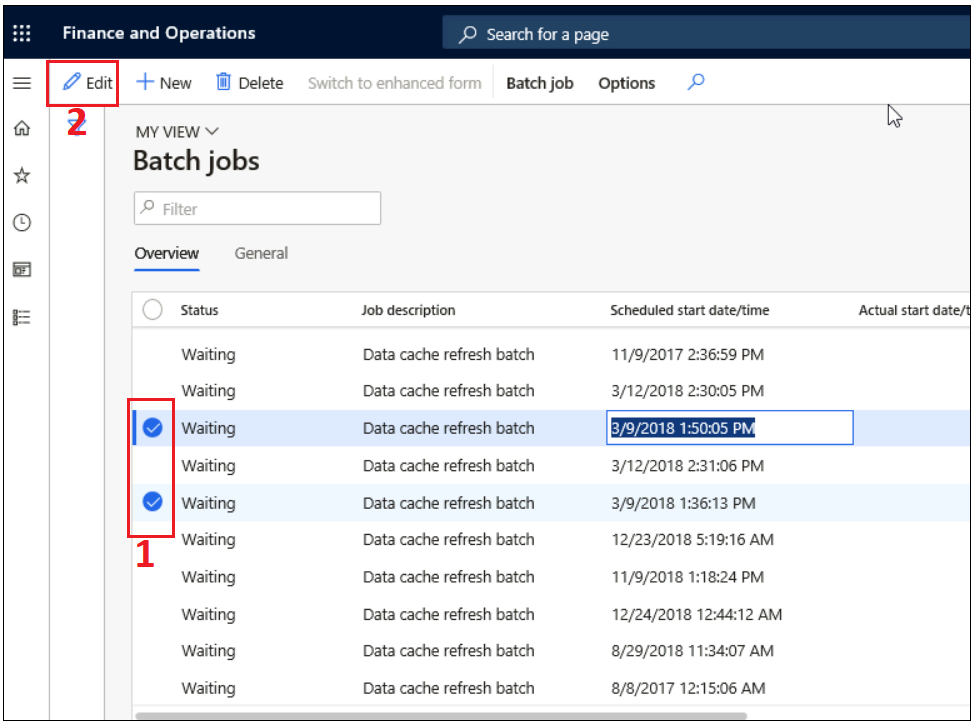 Finance and Operations Search for a page
Edit New Delete Switch to enhanced form Batch job Options
2
MY VIEW
Batch jobs
Filter
Overview General
Status Job description Scheduled start date/time Actual start date/t
Waiting Data cache refresh batch 11/9/2017 2:36:59 PM
Waiting Data cache refresh batch 3/12/2018 2:30:05 PM
Waiting Data cache refresh batch 3/9/2018 1:50:05 PM
Waiting Data cache refresh batch 3/12/2018 2:31:06 PM
Waiting Data cache refresh batch 3/9/2018 1:36:13 PM
1
Waiting Data cache refresh batch 12/23/2018 5:19:16 AM
Waiting Data cache refresh batch 11/9/2018 1:18:24 PM
Waiting Data cache refresh batch 12/24/2018 12:44:12 AM
Waiting Data cache refresh batch 8/29/2018 11:34:07 AM
Waiting Data cache refresh batch 8/8/2017 12:15:06 AM